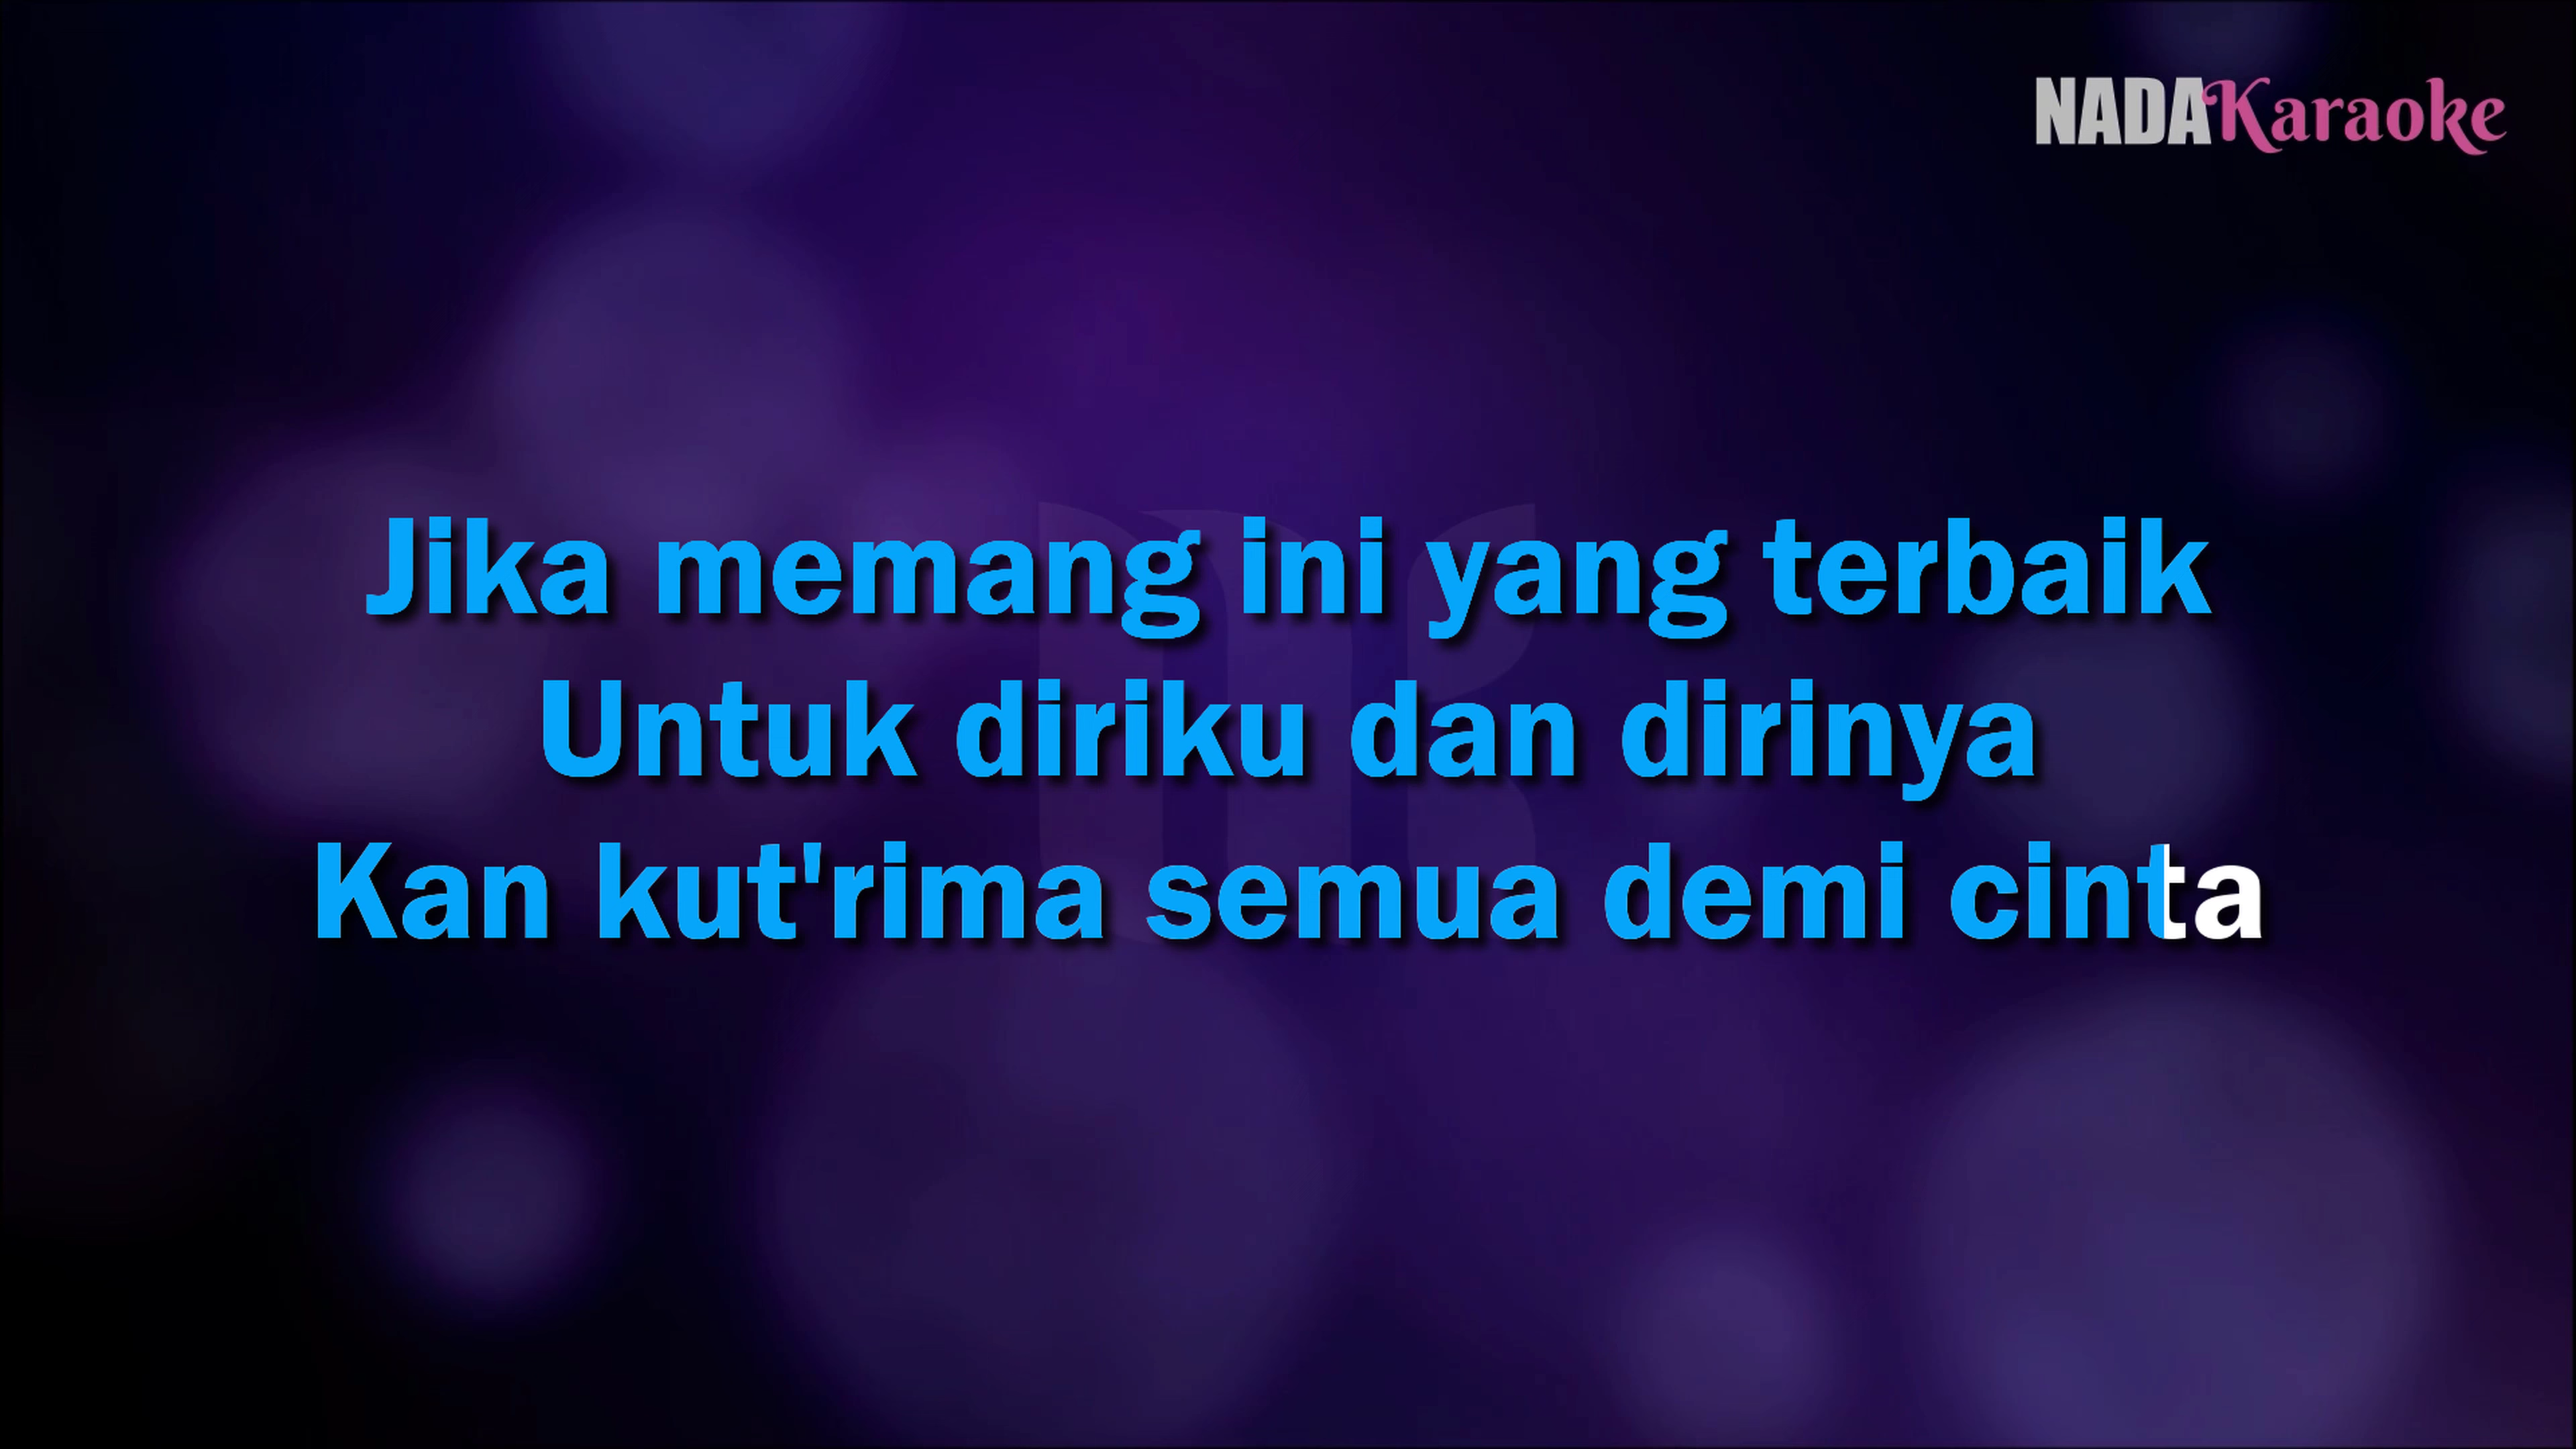 NADAKaraoke
Jika memang ini yang terbaik
Untuk diriku dan dirinya
Kan kut'rima semua demi cinta